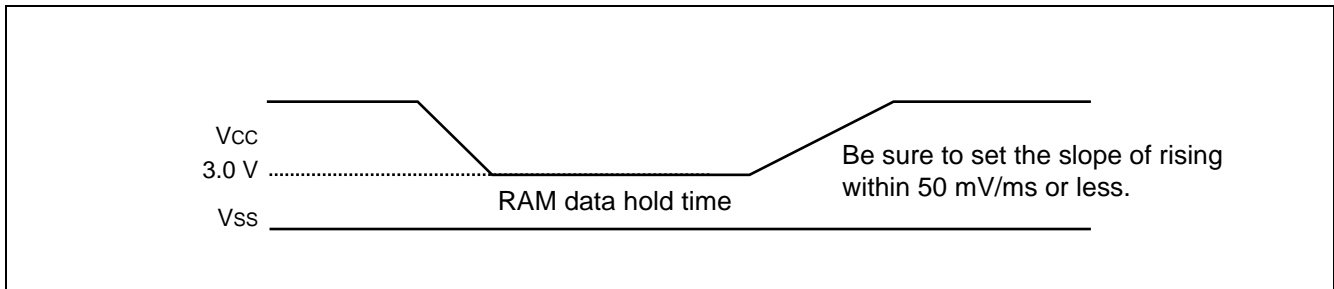 Vcc
3.0 V
Be sure to set the slope of rising
within 50 mV/ms or less.
RAM data hold time
Vss